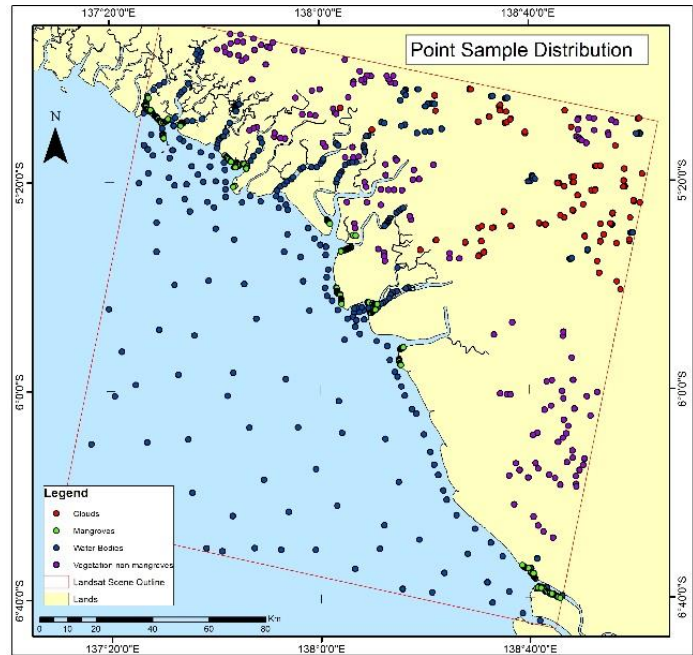 137°20'0"E 138°0'0"E 138°40'0"E
Point Sample Distribution
N
5°20'0"S 5°20'0"S
6°0'0"S 6°0'0"S
6°40'0"S 6°40'0"S
Legend
Clouds
Mangroves
Water Bodies
Vegetation non mangroves
Landsat Scene Outline
Lands
Km
0 10 20 40 60 80
137°20'0"E 138°0'0"E 138°40'0"E